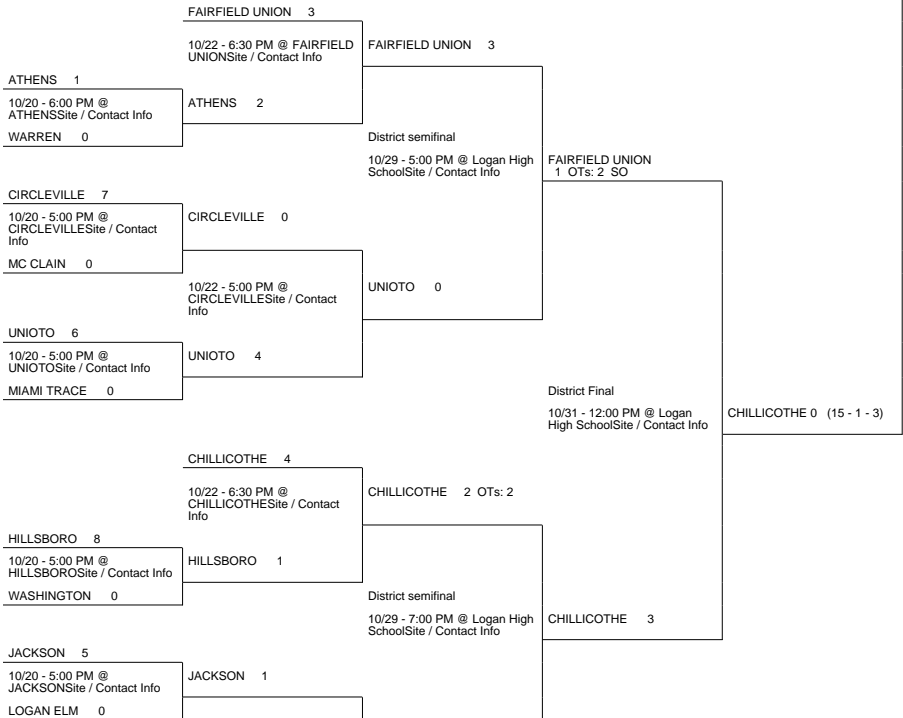 FAIRFIELD UNION 3
10/22 - 6:30 PM @ FAIRFIELD
UNIONSite / Contact Info
FAIRFIELD UNION 3
ATHENS 1
10/20 - 6:00 PM @
ATHENSSite / Contact Info
ATHENS 2
WARREN 0
District semifinal
10/29 - 5:00 PM @ Logan High
SchoolSite / Contact Info
FAIRFIELD UNION
1 OTs: 2 SO
CIRCLEVILLE 7
10/20 - 5:00 PM @
CIRCLEVILLESite / Contact
Info
CIRCLEVILLE 0
MC CLAIN 0
10/22 - 5:00 PM @
CIRCLEVILLESite / Contact
Info
UNIOTO 0
UNIOTO 6
10/20 - 5:00 PM @
UNIOTOSite / Contact Info
UNIOTO 4
MIAMI TRACE 0
District Final
10/31 - 12:00 PM @ Logan
High SchoolSite / Contact Info
CHILLICOTHE 0 (15 - 1 - 3)
CHILLICOTHE 4
10/22 - 6:30 PM @
CHILLICOTHESite / Contact
Info
CHILLICOTHE 2 OTs: 2
HILLSBORO 8
10/20 - 5:00 PM @
HILLSBOROSite / Contact Info
HILLSBORO 1
WASHINGTON 0
District semifinal
10/29 - 7:00 PM @ Logan High
SchoolSite / Contact Info
CHILLICOTHE 3
JACKSON 5
10/20 - 5:00 PM @
JACKSONSite / Contact Info
JACKSON 1
LOGAN ELM 0